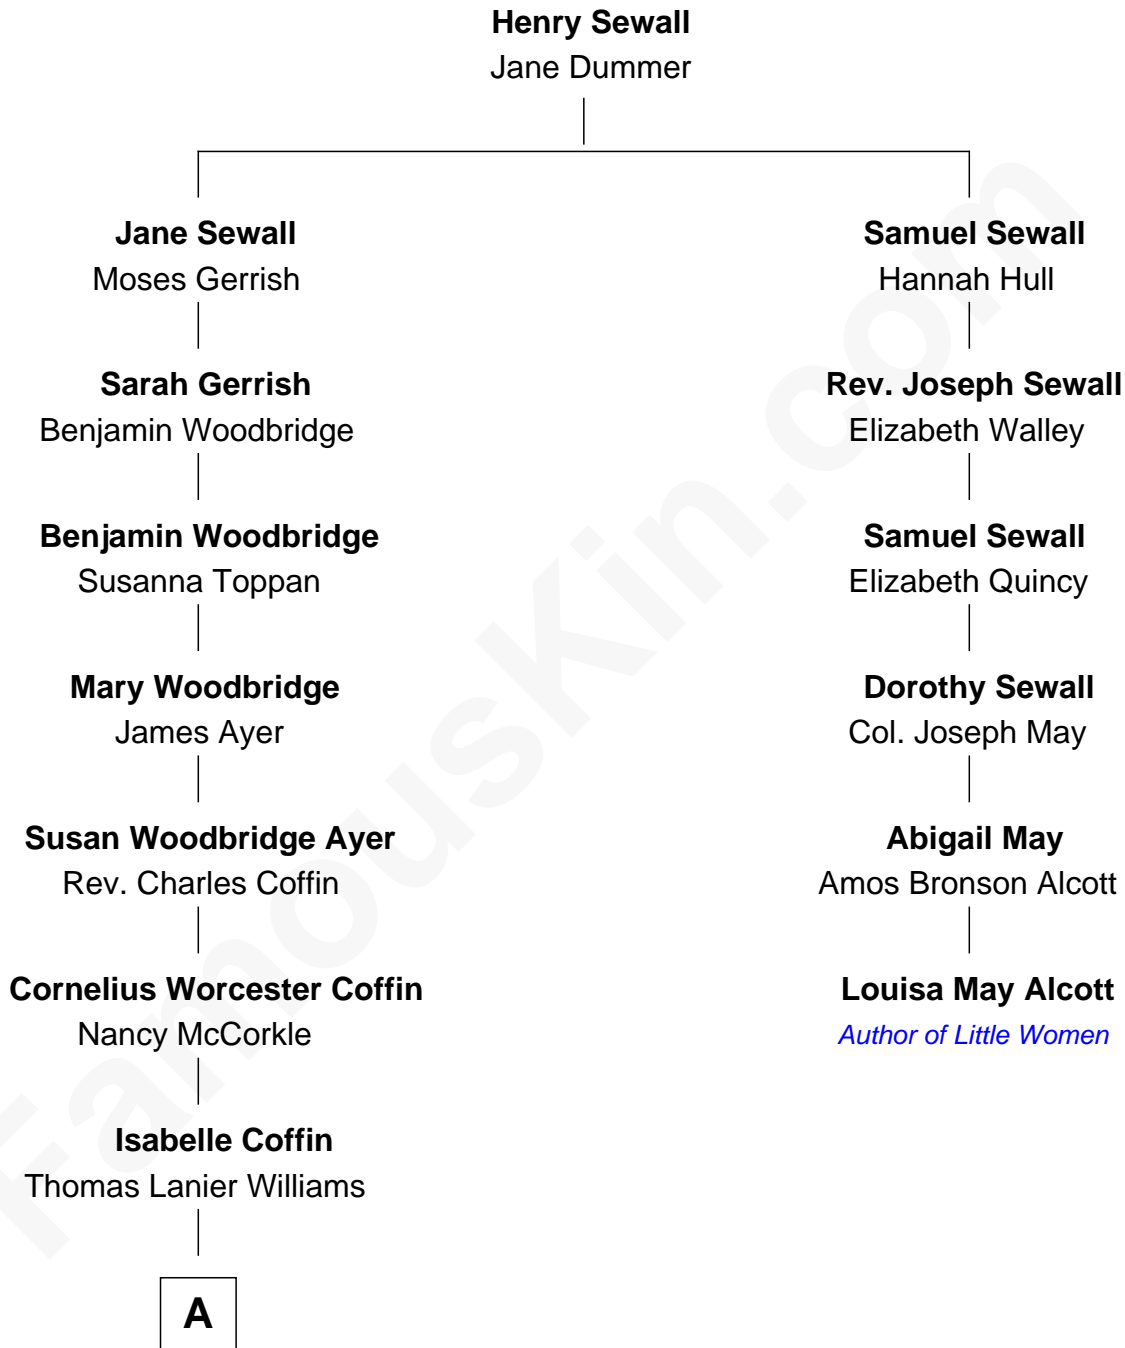 Henry Sewall
Jane Dummer
Jane Sewall
Moses Gerrish
Samuel Sewall
Hannah Hull
Sarah Gerrish
Benjamin Woodbridge
Rev. Joseph Sewall
Elizabeth Walley
Benjamin Woodbridge
Susanna Toppan
Samuel Sewall
Elizabeth Quincy
Mary Woodbridge
James Ayer
Dorothy Sewall
Col. Joseph May
Susan Woodbridge Ayer
Rev. Charles Coffin
Abigail May
Amos Bronson Alcott
Cornelius Worcester Coffin
Nancy McCorkle
Louisa May Alcott
Author of Little Women
Isabelle Coffin
Thomas Lanier Williams
A
FamousKin.com